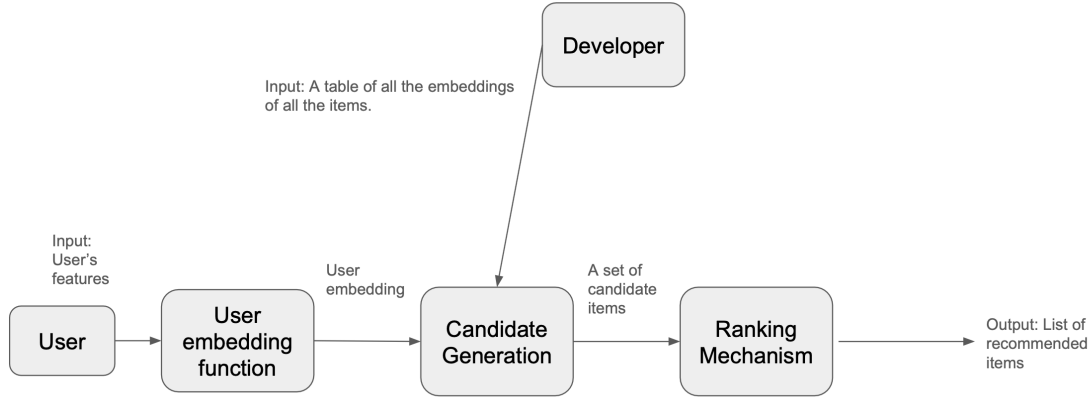 Developer
Input: A table of all the embeddings
of all the items.
Input:
User's
features
User
User
embedding
function
User
embedding
Candidate
Generation
A set of
candidate
items
Ranking
Mechanism
Output: List of
recommended
items